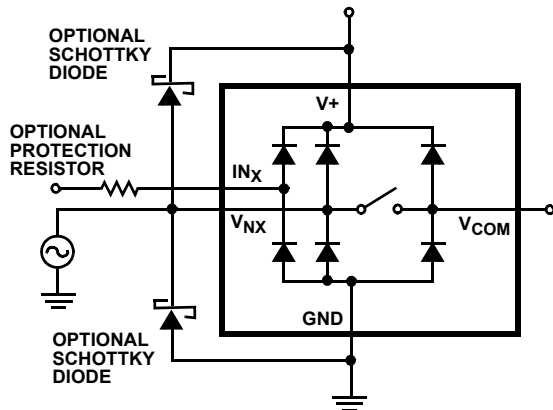 OPTIONAL
SCHOTTKY
DIODE
V+
OPTIONAL
PROTECTION
RESISTOR
INX
VNX
VCOM
GND
OPTIONAL
SCHOTTKY
DIODE